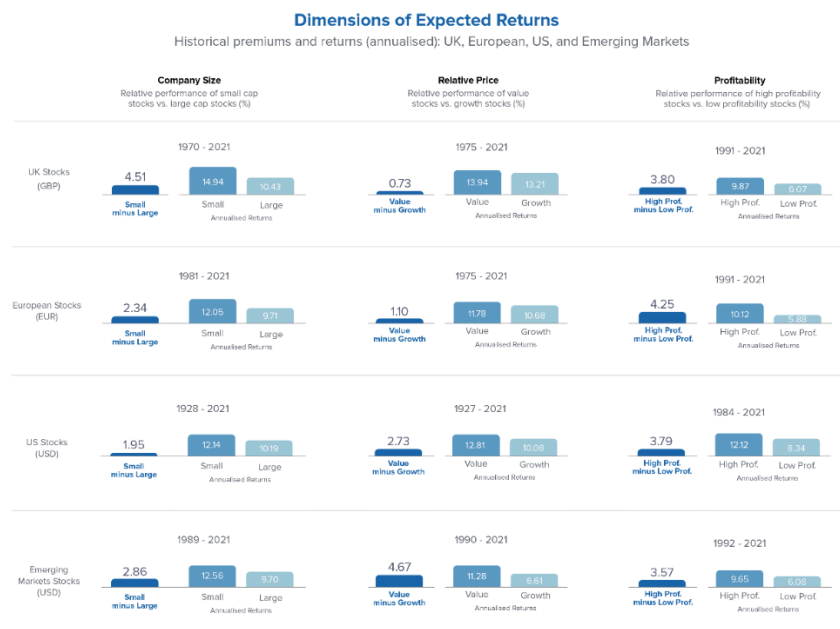 Dimensions of Expected Returns
Historical premiums and returns (annualised): UK, European, US, and Emerging Markets
Company Size
Relative performance of small cap
stocks vs. large cap stocks (%)
Relative Price
Relative performance of value
stocks vs. growth stocks (%)
Profitability
Relative performance of high profitability
stocks vs. low profitability stocks (%)
UK Stocks
(GBP)
1970 - 2021
4.51
14.94
10.43
Small
minus Large
Small
Large
Annualised Returns
1975 - 2021
0.73
13.94
13.21
Value
minus Growth
Value
Growth
Annualised Returns
1991 - 2021
3.80
9.87
6.07
High Prof.
minus Low Prof.
High Prof.
Low Prof.
Annualised Returns
European Stocks
(EUR)
1981 - 2021
2.34
12.05
9.71
Small
minus Large
Small
Large
Annualised Returns
1975 - 2021
1.10
11.78
10.68
Value
minus Growth
Value
Growth
Annualised Returns
1991 - 2021
4.25
10.12
5.88
High Prof.
minus Low Prof.
High Prof.
Low Prof.
Annualised Returns
US Stocks
(USD)
1928 - 2021
1.95
12.14
10.19
Small
minus Large
Small
Large
Annualised Returns
1927 - 2021
2.73
12.81
10.08
Value
minus Growth
Value
Growth
Annualised Returns
1984 - 2021
3.79
12.12
8.34
High Prof.
minus Low Prof.
High Prof.
Low Prof.
Annualised Returns
Emerging
Markets Stocks
(USD)
1989 - 2021
2.86
12.56
9.70
Small
minus Large
Small
Large
Annualised Returns
1990 - 2021
4.67
11.28
6.61
Value
minus Growth
Value
Growth
Annualised Returns
1992 - 2021
3.57
9.65
6.08
High Prof.
minus Low Prof.
High Prof.
Low Prof.
Annualised Returns